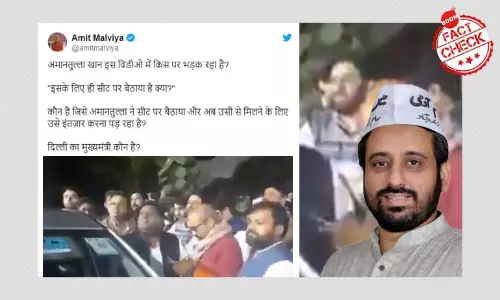 Amit Malviya
@amitmalviya
अमानतुल्ला खान इस विडीओ में किस पर भड़क रहा है?
"इसके लिए ही सीट पर बैठाया है क्या?"
कौन है जिसे अमानतुल्ला ने सीट पर बैठाया और अब उसी से मिलने के लिए
उसे इंतज़ार करना पड़ रहा है?
दिल्ली का मुख्यमंत्री कौन है?
FACT
CHECK